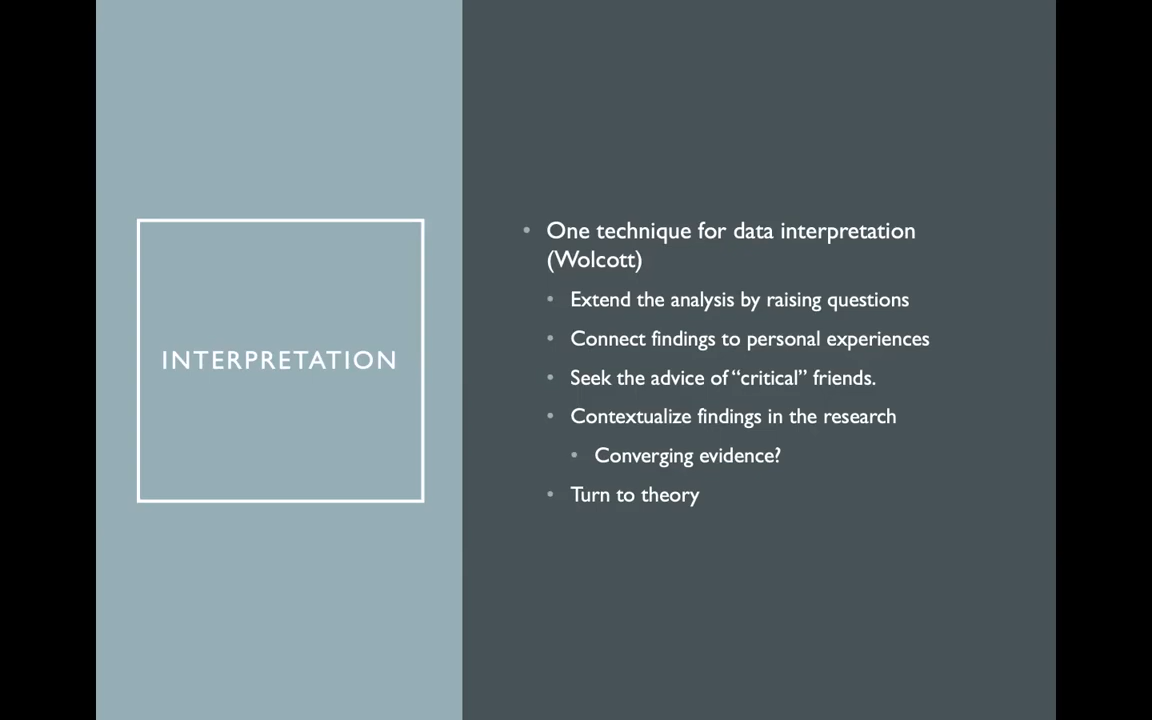 INTERPRETATION
• One technique for data interpretation
(Wolcott)
• Extend the analysis by raising questions
• Connect findings to personal experiences
• Seek the advice of “critical” friends.
• Contextualize findings in the research
• Converging evidence?
• Turn to theory